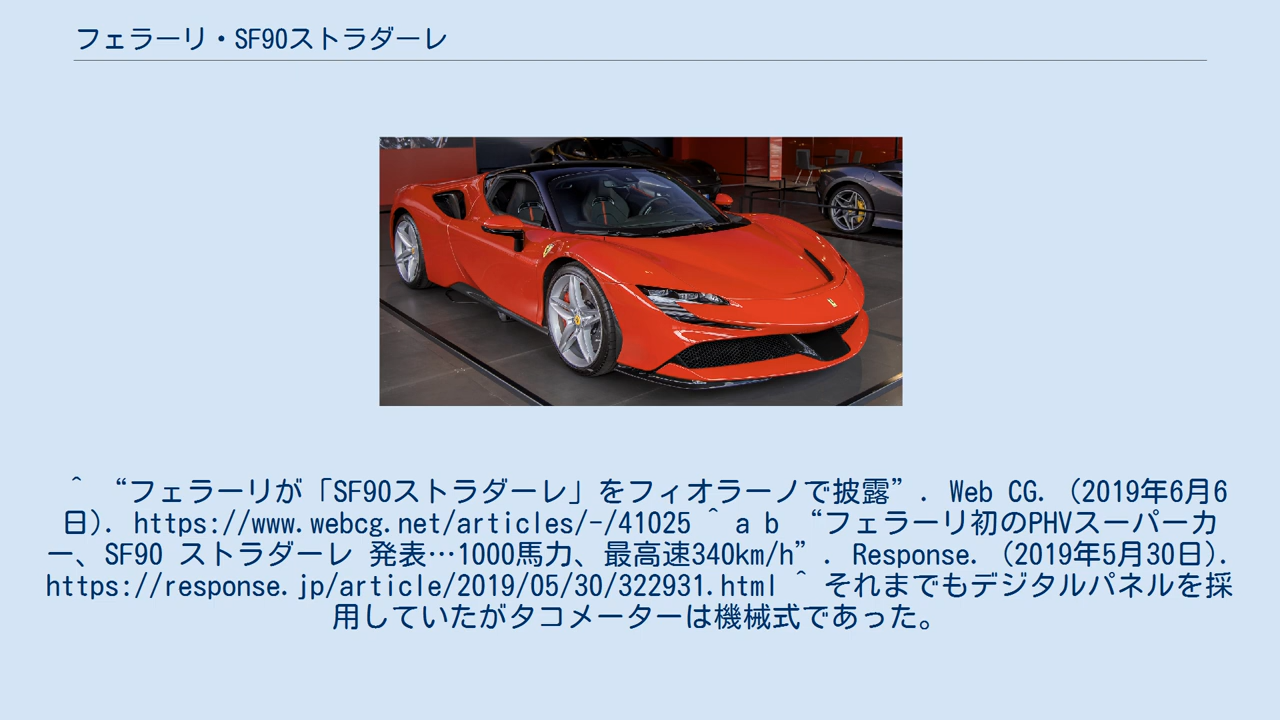 フェラーリ・SF90ストラダーレ
^ “フェラーリが「SF90ストラダーレ」をフィオラーノで披露”. Web CG. (2019年6月6
日). https://www.webcg.net/articles/-/41025 ^ a b “フェラーリ初のPHVスーパーカ
ー、SF90 ストラダーレ 発表…1000馬力、最高速340km/h”. Response. (2019年5月30日).
https://response.jp/article/2019/05/30/322931.html ^ それまでもデジタルパネルを採
用していたがタコメーターは機械式であった。